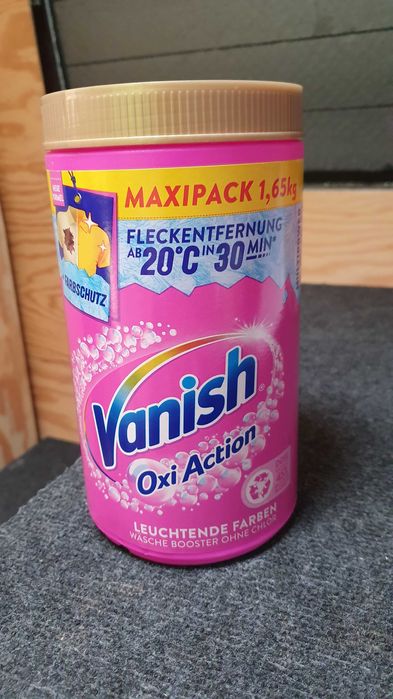 MAXIPACK 1,65kg
FLECKENTFERNUNG
AB 20°C IN 30 MIN*
FARBSCHUTZ
Vanish®
Oxi Action
LEUCHTENDE FARBEN
WÄSCHE BOOSTER OHNE CHLOR